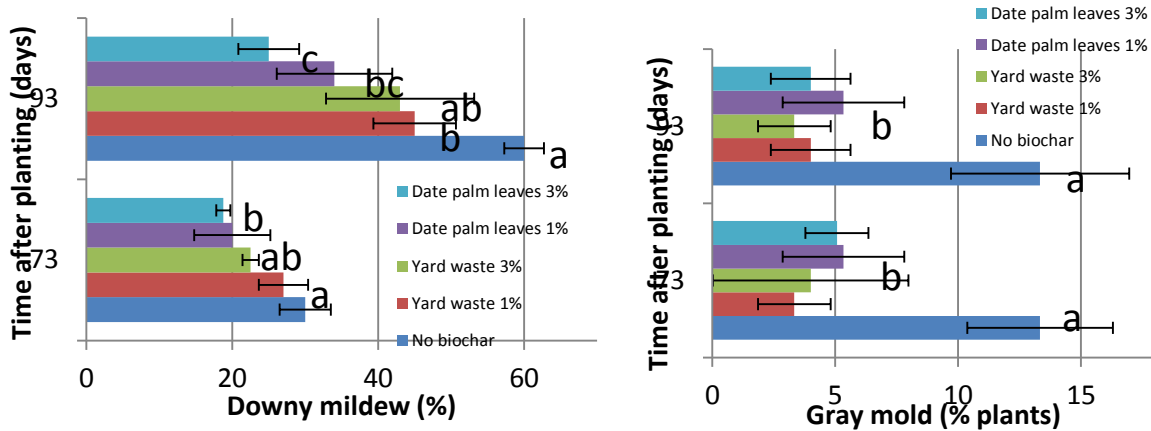 Time after planting (days)
93
73
c
bc
ab
b
a
b
ab
a
Date palm leaves 3%
Date palm leaves 1%
Yard waste 3%
Yard waste 1%
No biochar
0
20
40
60
Downy mildew (%)
Date palm leaves 3%
Date palm leaves 1%
Yard waste 3%
Yard waste 1%
No biochar
Time after planting (days)
93
73
b
a
b
a
0
5
10
15
Gray mold (% plants)